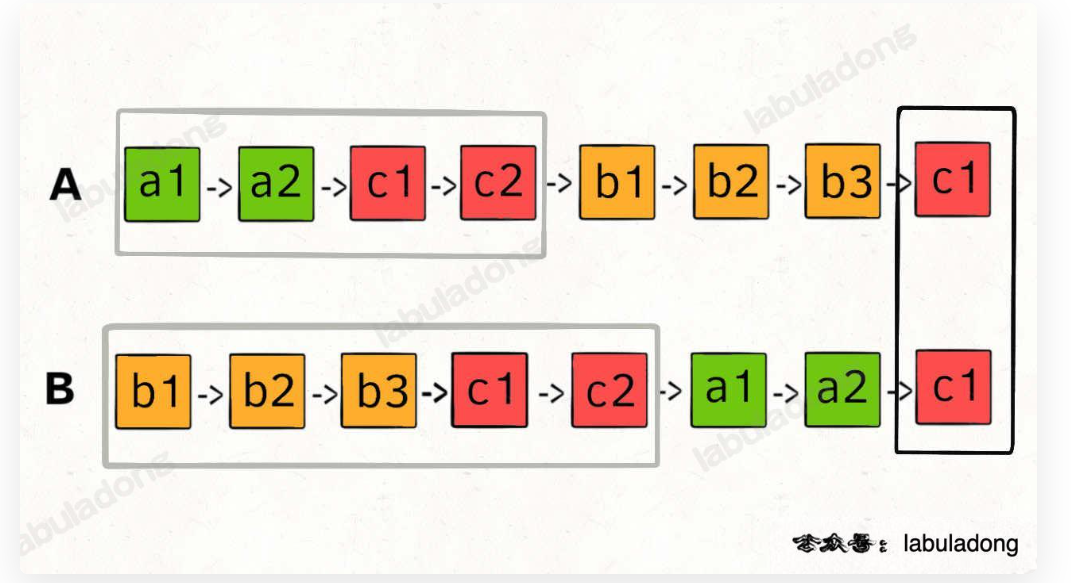 A a1 -> a2 -> c1 -> c2 -> b1 -> b2 -> b3 -> c1
B b1 -> b2 -> b3 -> c1 -> c2 -> a1 -> a2 -> c1
labuladong
labuladong
labuladong
labuladong
labuladong
公众号：labuladong